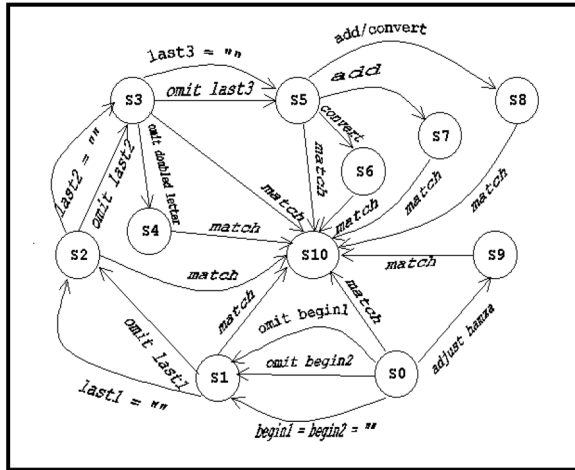 last3 = ""
add/convert
omit last3
add
S3
S5
S8
convert
S7
last2 = ""
omit last2
omit doubled letter
match
S6
match
match
match
match
S4
match
S2
match
S10
match
S9
match
match
omit begin1
omit last1
omit begin2
adjust hamza
S1
S0
last1 = ""
begin1 = begin2 = ""